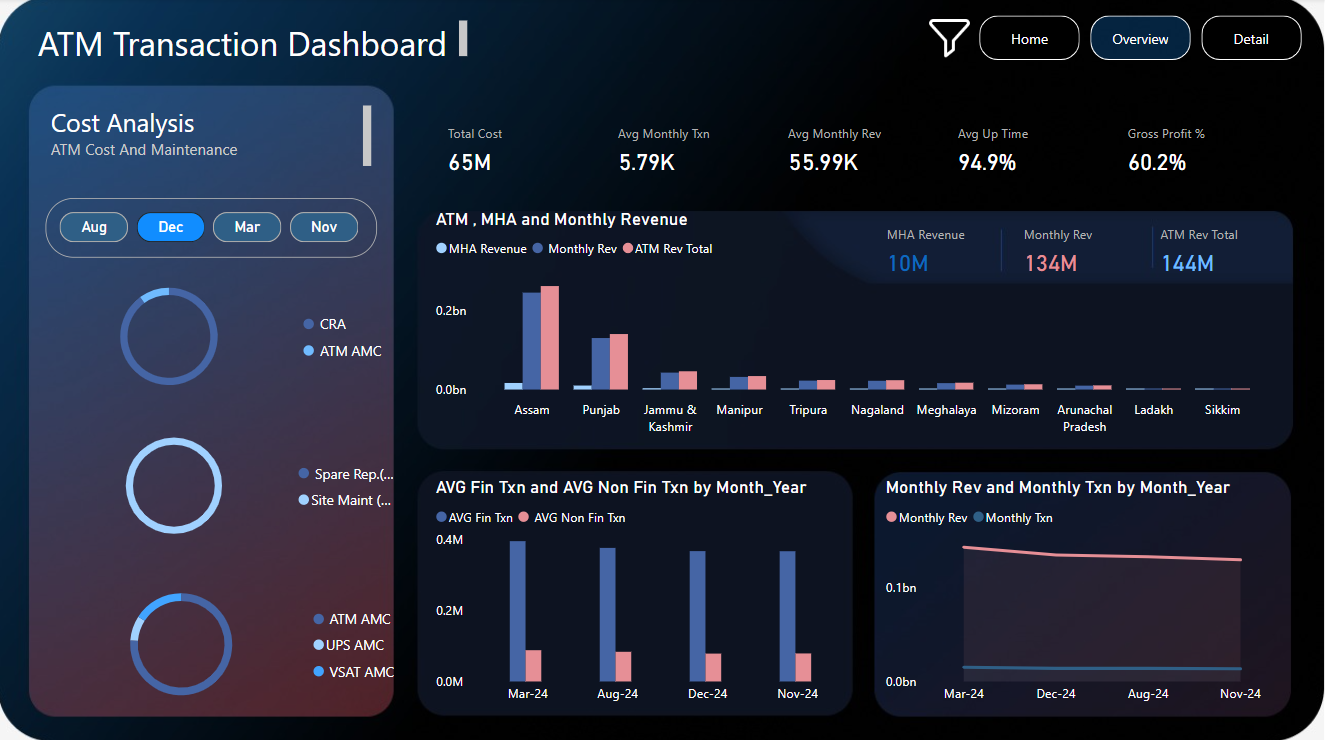 ATM Transaction Dashboard
Home
Overview
Detail
Cost Analysis
ATM Cost And Maintenance
Aug
Dec
Mar
Nov
CRA
ATM AMC
Spare Rep.(...
Site Maint (...
ATM AMC
UPS AMC
VSAT AMC
Total Cost
65M
Avg Monthly Txn
5.79K
Avg Monthly Rev
55.99K
Avg Up Time
94.9%
Gross Profit %
60.2%
ATM , MHA and Monthly Revenue
MHA Revenue
Monthly Rev
ATM Rev Total
MHA Revenue
10M
Monthly Rev
134M
ATM Rev Total
144M
0.2bn
0.0bn
Assam
Punjab
Jammu &
Kashmir
Manipur
Tripura
Nagaland
Meghalaya
Mizoram
Arunachal
Pradesh
Ladakh
Sikkim
AVG Fin Txn and AVG Non Fin Txn by Month_Year
AVG Fin Txn
AVG Non Fin Txn
0.4M
0.2M
0.0M
Mar-24
Aug-24
Dec-24
Nov-24
Monthly Rev and Monthly Txn by Month_Year
Monthly Rev
Monthly Txn
0.1bn
0.0bn
Mar-24
Dec-24
Aug-24
Nov-24